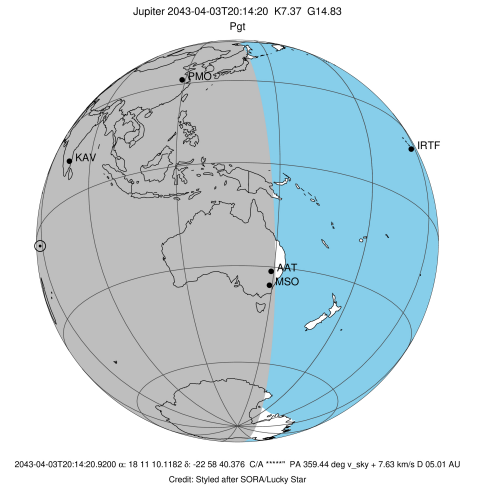 Jupiter 2043-04-03T20:14:20 K7.37 G14.83
Pgt
PMO
IRTF
KAV
AAT
MSO
2043-04-03T20:14:20.9200 α: 18 11 10.1182 δ: -22 58 40.376 C/A *****" PA 359.44 deg v_sky + 7.63 km/s D 05.01 AU
Credit: Styled after SORA/Lucky Star